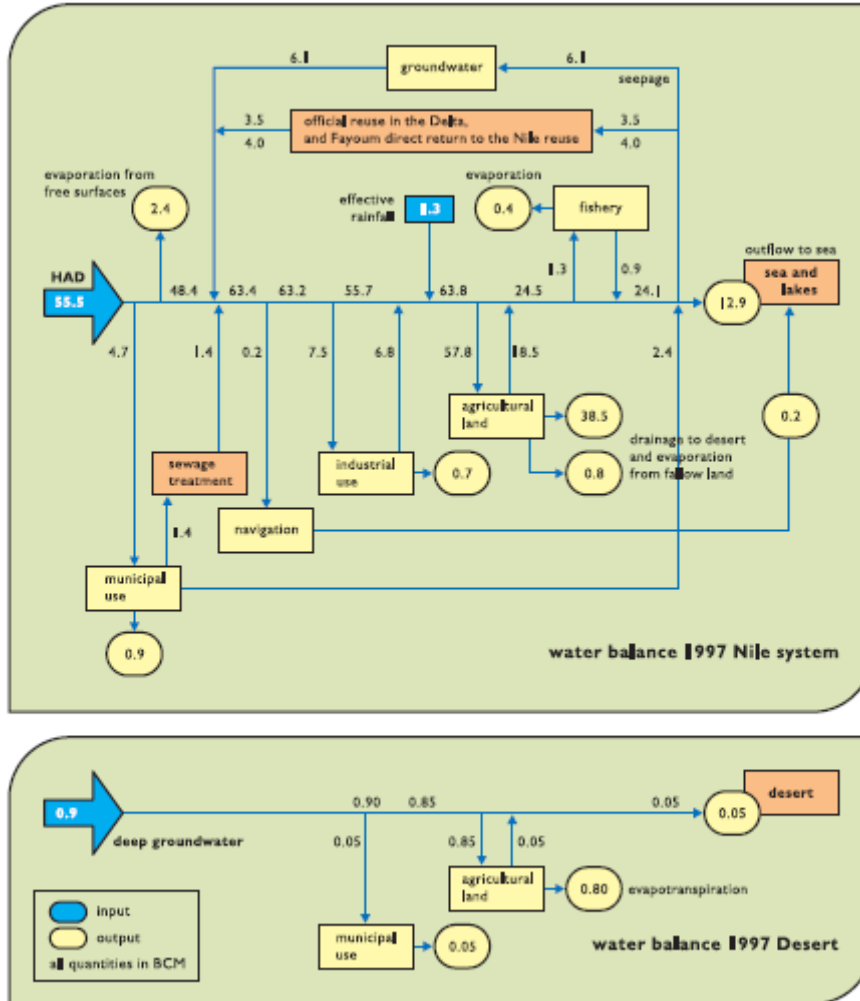 6.1
groundwater
6.1
seepage
3.5
official reuse in the Delta,
and Fayoum direct return to the Nile reuse
3.5
4.0
4.0
evaporation from
free surfaces
2.4
effective
rainfall
1.3
evaporation
0.4
fishery
outflow to sea
sea and
lakes
HAD
55.5
48.4
63.4
63.2
55.7
63.8
24.5
1.3
0.9
24.1
12.9
4.7
1.4
0.2
7.5
6.8
57.8
18.5
2.4
agricultural
land
38.5
0.2
drainage to desert
and evaporation
from fallow land
0.8
sewage
treatment
industrial
use
0.7
navigation
1.4
municipal
use
0.9
water balance 1997 Nile system
0.9
deep groundwater
0.90
0.85
0.05
0.05
desert
0.05
0.85
0.05
agricultural
land
0.80
evapotranspiration
municipal
use
0.05
water balance 1997 Desert
input
output
all quantities in BCM